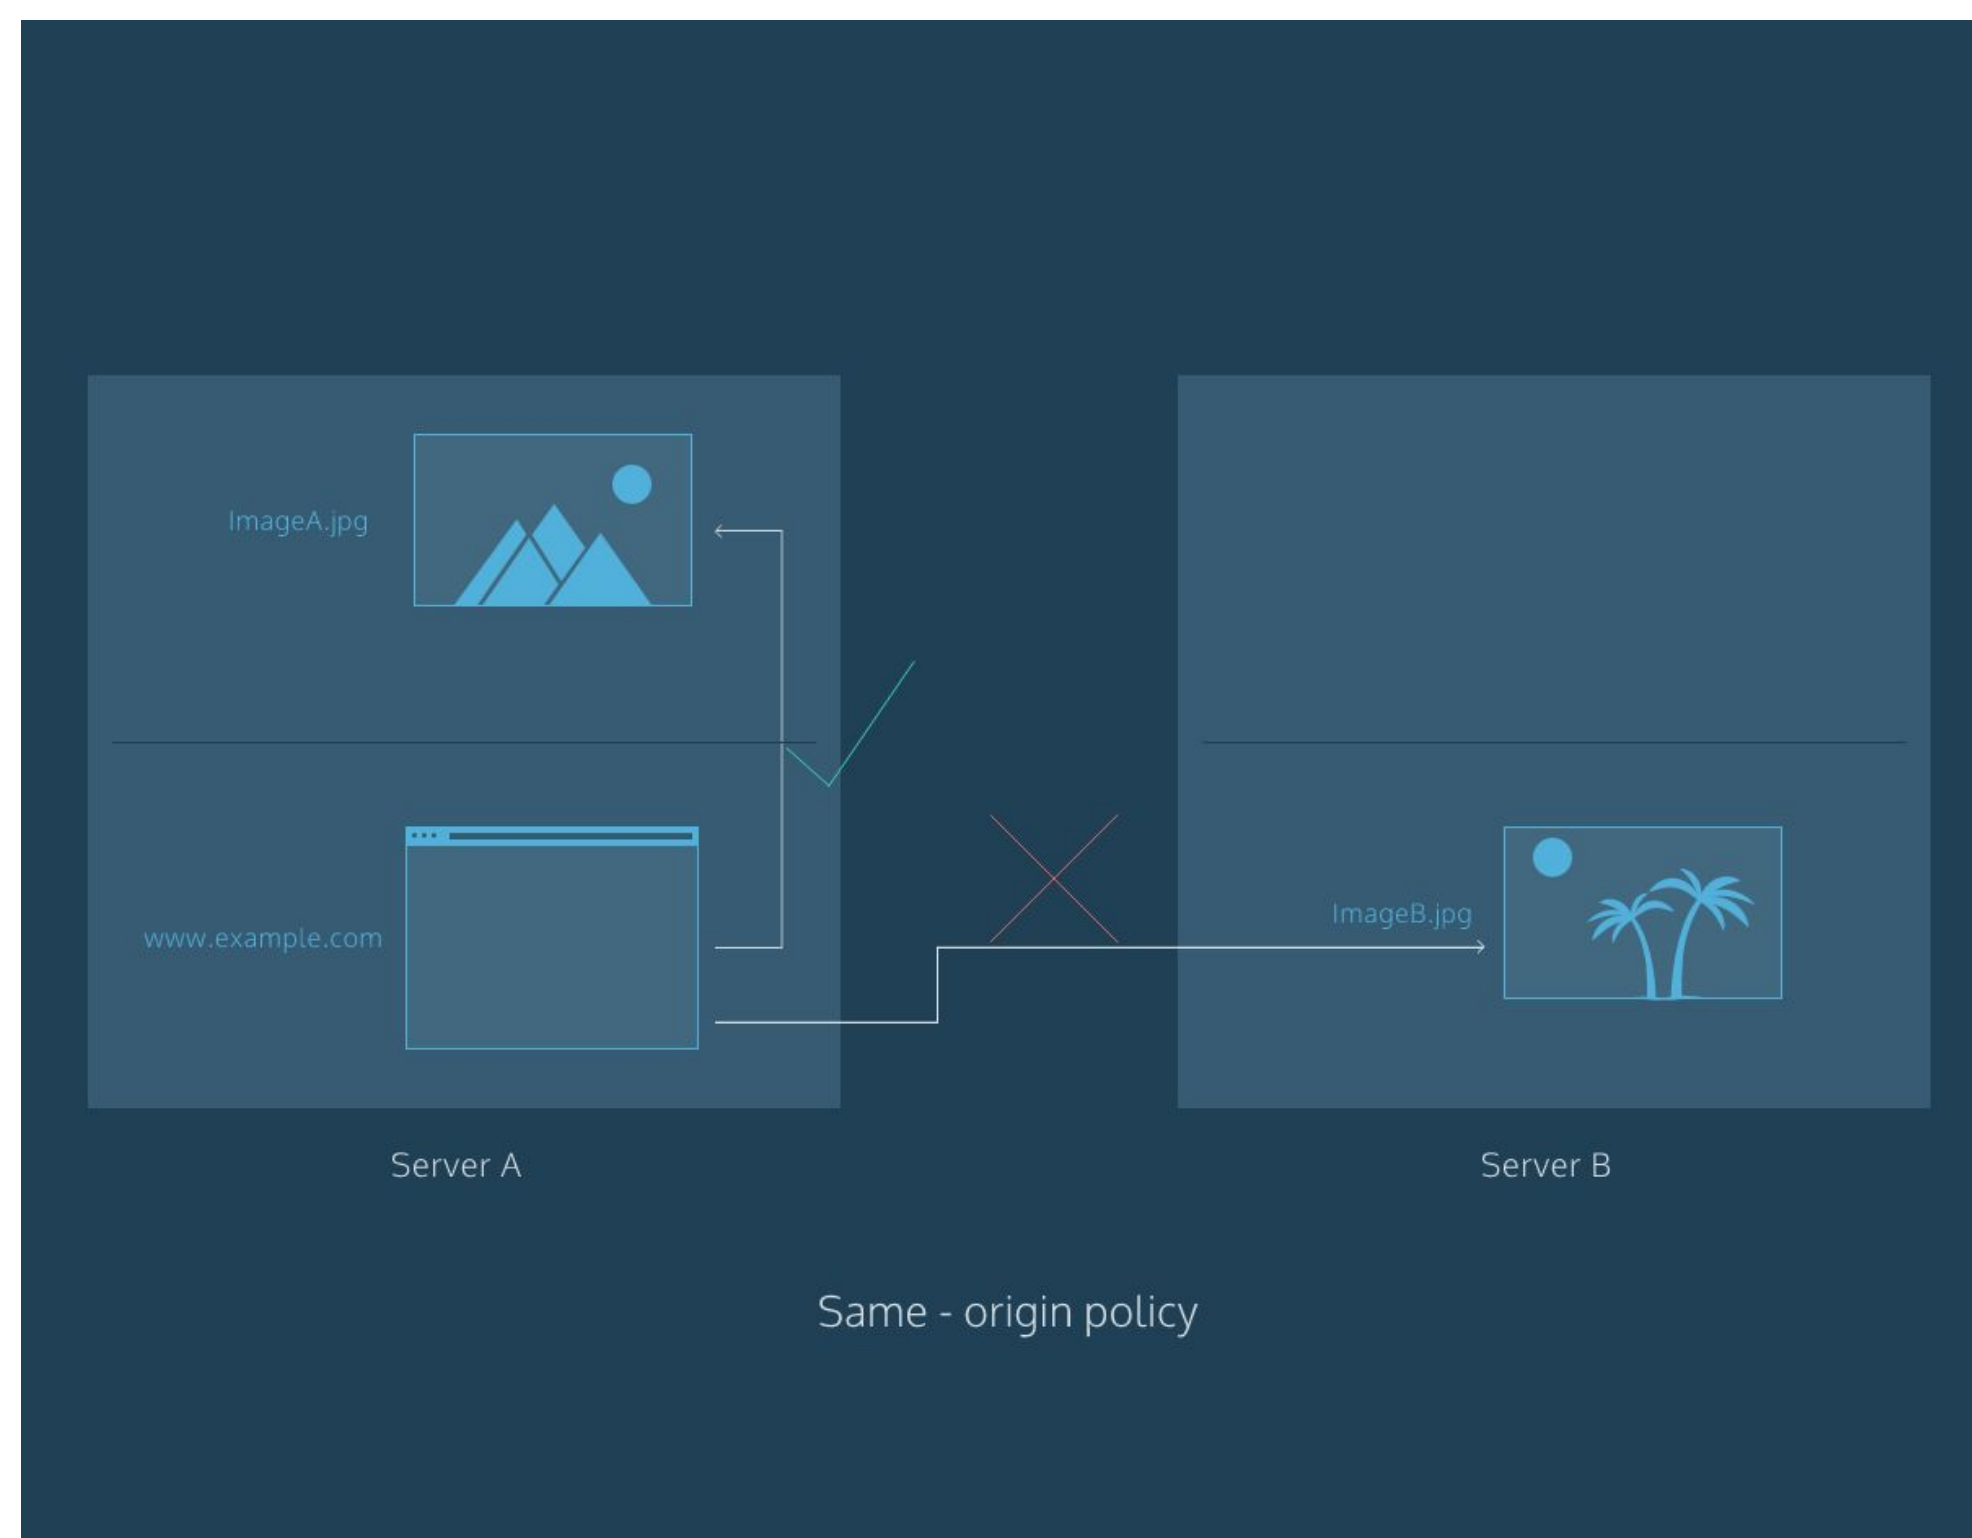 ImageA.jpg
www.example.com
ImageB.jpg
Server A
Server B
Same - origin policy